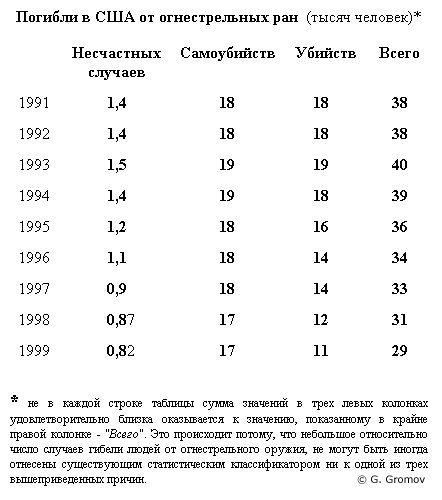 Погибли в США от огнестрельных ран (тысяч человек)*
Несчастных случаев Самоубийств Убийств Всего
1991 1,4 18 18 38
1992 1,4 18 18 38
1993 1,5 19 19 40
1994 1,4 19 18 39
1995 1,2 18 16 36
1996 1,1 18 14 34
1997 0,9 18 14 33
1998 0,87 17 12 31
1999 0,82 17 11 29
* не в каждой строке таблицы сумма значений в трех левых колонках
удовлетворительно близка оказывается к значению, показанному в крайне
правой колонке - "Всего". Это происходит потому, что небольшое относительно
число случаев гибели людей от огнестрельного оружия, не могут быть иногда
отнесены существующим статистическим классификатором ни к одной из трех
вышеприведенных причин.
© G. Gromov